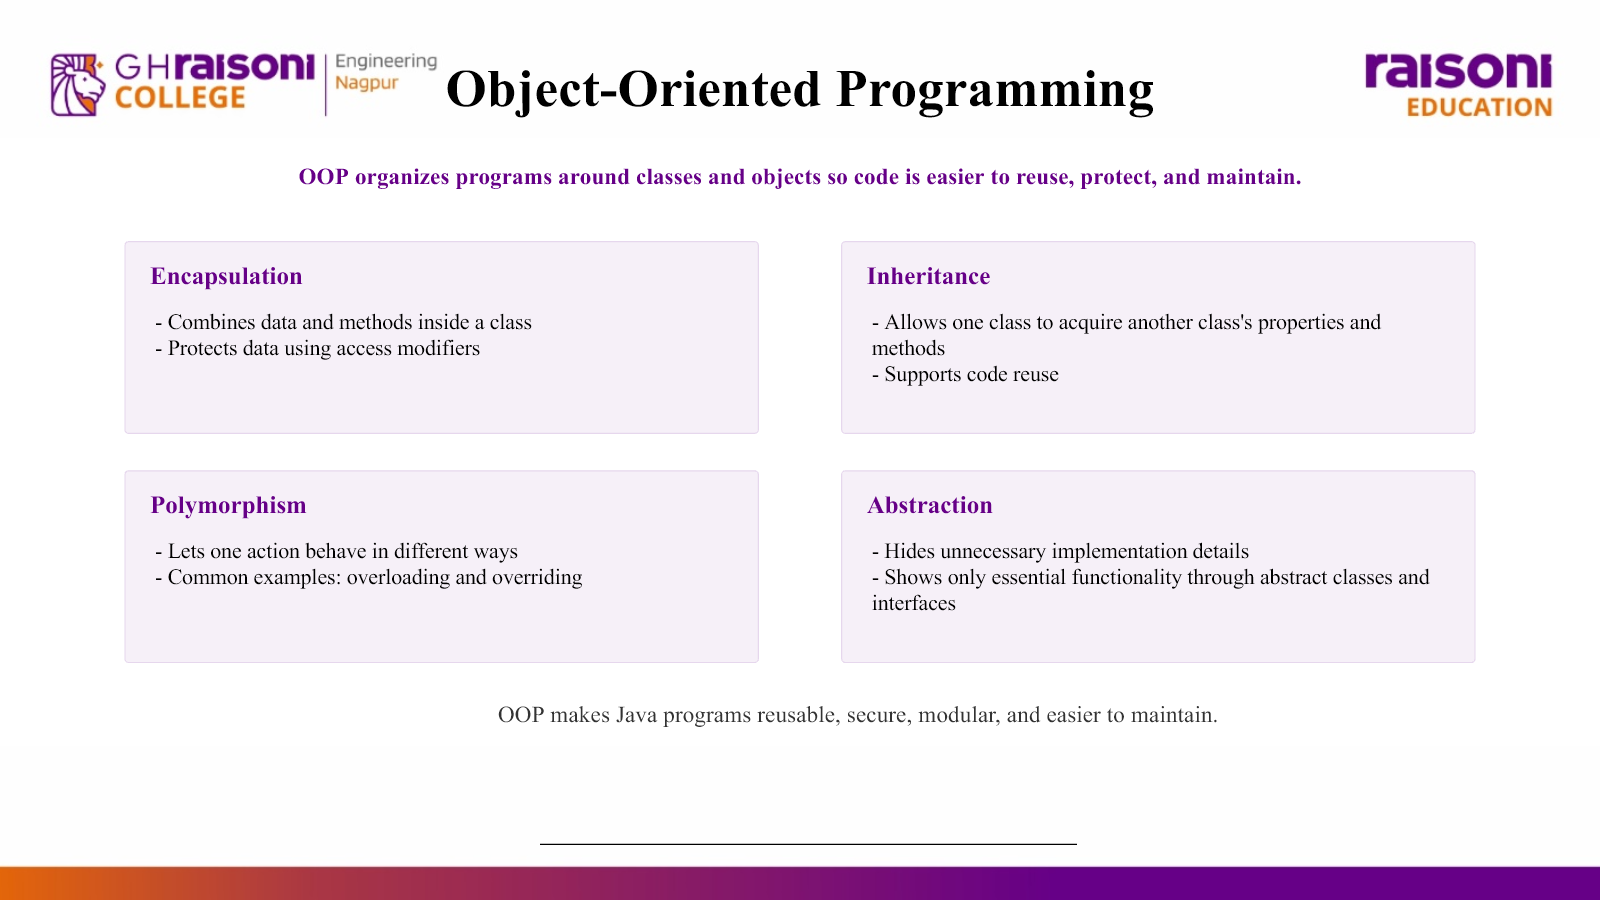 GHraisoni
COLLEGE
Engineering
Nagpur
Object-Oriented Programming
raisoni
EDUCATION
OOP organizes programs around classes and objects so code is easier to reuse, protect, and maintain.
Encapsulation
- Combines data and methods inside a class
- Protects data using access modifiers
Inheritance
- Allows one class to acquire another class's properties and
methods
- Supports code reuse
Polymorphism
- Lets one action behave in different ways
- Common examples: overloading and overriding
Abstraction
- Hides unnecessary implementation details
- Shows only essential functionality through abstract classes and
interfaces
OOP makes Java programs reusable, secure, modular, and easier to maintain.